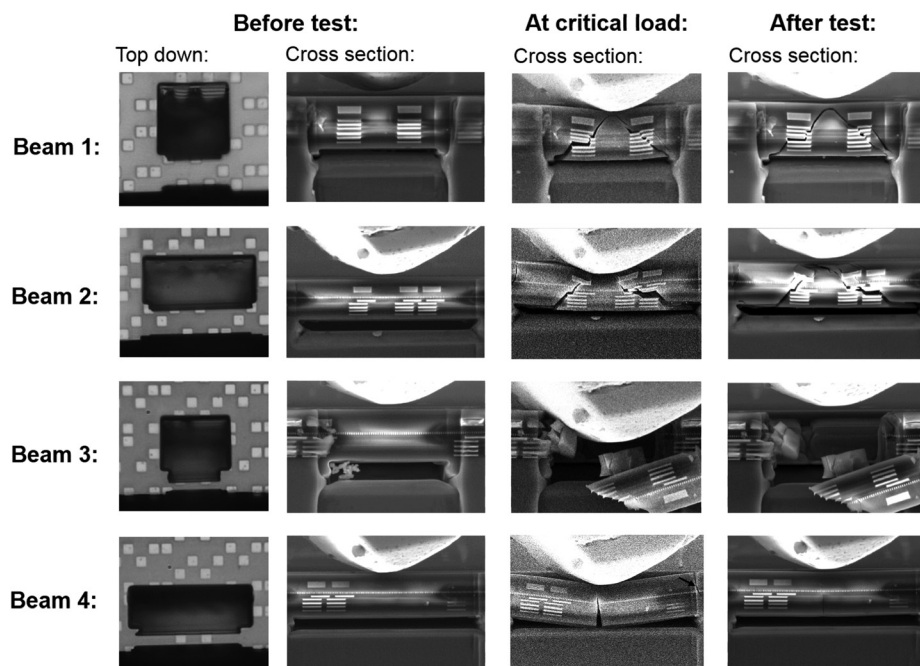 Before test: At critical load: After test:
Top down: Cross section: Cross section: Cross section:
Beam 1:
Beam 2:
Beam 3:
Beam 4: